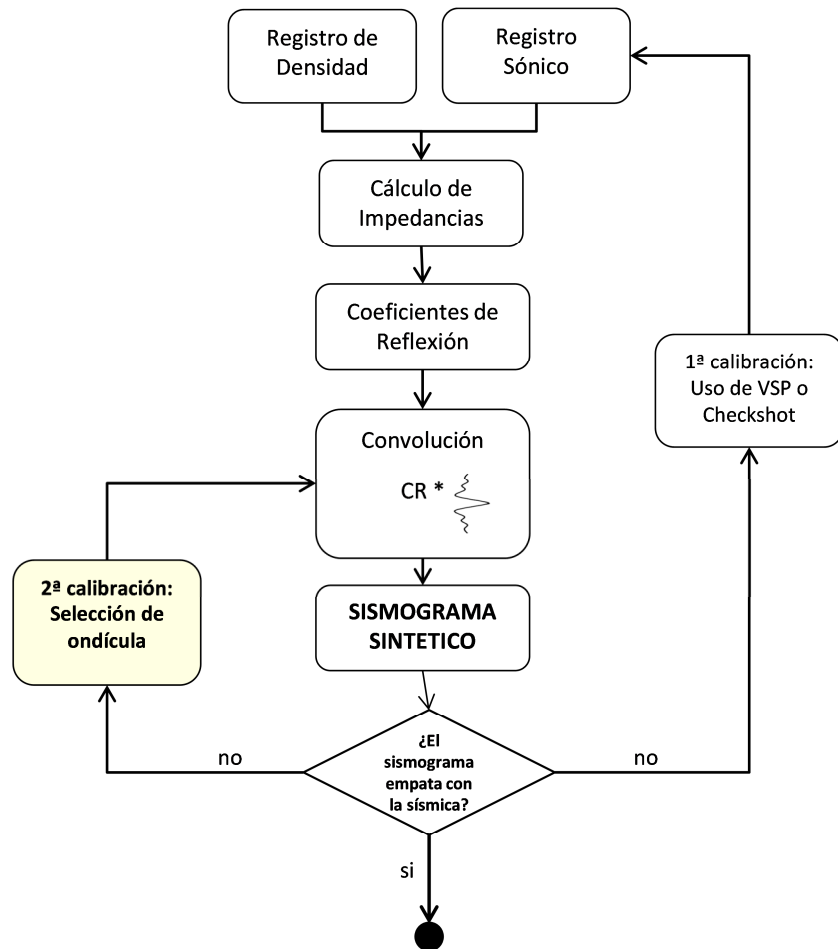 Registro de
Densidad
Registro
Sónico
Cálculo de
Impedancias
Coeficientes de
Reflexión
1ª calibración:
Uso de VSP o
Checkshot
Convolución
CR *
2ª calibración:
Selección de
ondícula
SISMOGRAMA
SINTETICO
¿El
sismograma
empata con
la sísmica?
no
no
si